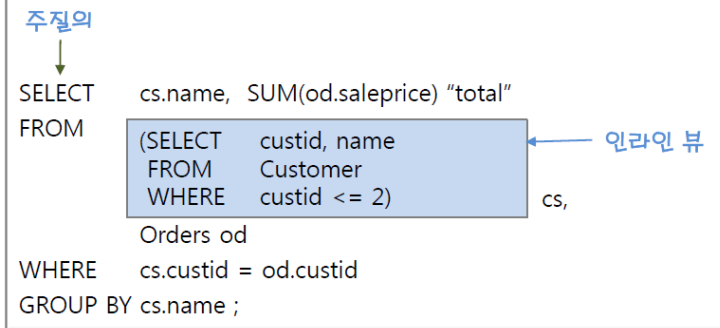 주질의
SELECT cs.name, SUM(od.saleprice) “total”
FROM
(SELECT custid, name
FROM Customer
WHERE custid <= 2)
인라인 뷰
cs,
Orders od
WHERE cs.custid = od.custid
GROUP BY cs.name ;